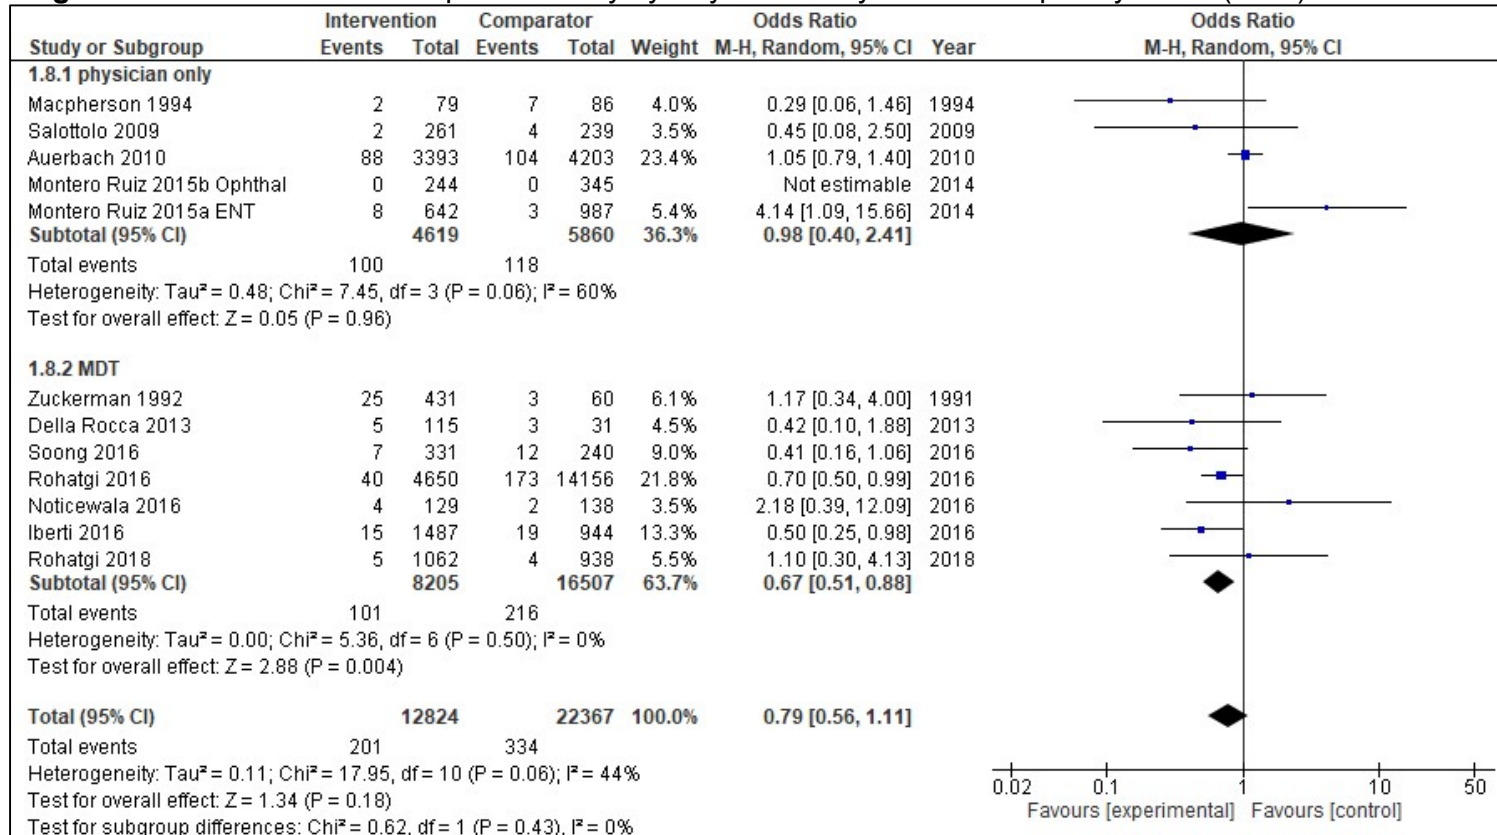 Intervention Comparator Odds Ratio Odds Ratio
Study or Subgroup Events Total Events Total Weight M-H, Random, 95% CI Year M-H, Random, 95% CI
1.8.1 physician only
Macpherson 1994 2 79 7 86 4.0% 0.29 [0.06, 1.46] 1994
Salottolo 2009 2 261 4 239 3.5% 0.45 [0.08, 2.50] 2009
Auerbach 2010 88 3393 104 4203 23.4% 1.05 [0.79, 1.40] 2010
Montero Ruiz 2015b Ophthal 0 244 0 345 Not estimable 2014
Montero Ruiz 2015a ENT 8 642 3 987 5.4% 4.14 [1.09, 15.66] 2014
Subtotal (95% CI) 4619 5860 36.3% 0.98 [0.40, 2.41]
Total events 100 118
Heterogeneity: Tau² = 0.48; Chi² = 7.45, df = 3 (P = 0.06); I² = 60%
Test for overall effect: Z = 0.05 (P = 0.96)
1.8.2 MDT
Zuckerman 1992 25 431 3 60 6.1% 1.17 [0.34, 4.00] 1991
Della Rocca 2013 5 115 3 31 4.5% 0.42 [0.10, 1.88] 2013
Soong 2016 7 331 12 240 9.0% 0.41 [0.16, 1.06] 2016
Rohatgi 2016 40 4650 173 14156 21.8% 0.70 [0.50, 0.99] 2016
Noticewala 2016 4 129 2 138 3.5% 2.18 [0.39, 12.09] 2016
Iberti 2016 15 1487 19 944 13.3% 0.50 [0.25, 0.98] 2016
Rohatgi 2018 5 1062 4 938 5.5% 1.10 [0.30, 4.13] 2018
Subtotal (95% CI) 8205 16507 63.7% 0.67 [0.51, 0.88]
Total events 101 216
Heterogeneity: Tau² = 0.00; Chi² = 5.36, df = 6 (P = 0.50); I² = 0%
Test for overall effect: Z = 2.88 (P = 0.004)
Total (95% CI) 12824 22367 100.0% 0.79 [0.56, 1.11]
Total events 201 334
Heterogeneity: Tau² = 0.11; Chi² = 17.95, df = 10 (P = 0.06); I² = 44%
Test for overall effect: Z = 1.34 (P = 0.18)
Test for subgroup differences: Chi² = 0.62, df = 1 (P = 0.43), I² = 0%
0.02 0.1 1 10 50
Favours [experimental] Favours [control]